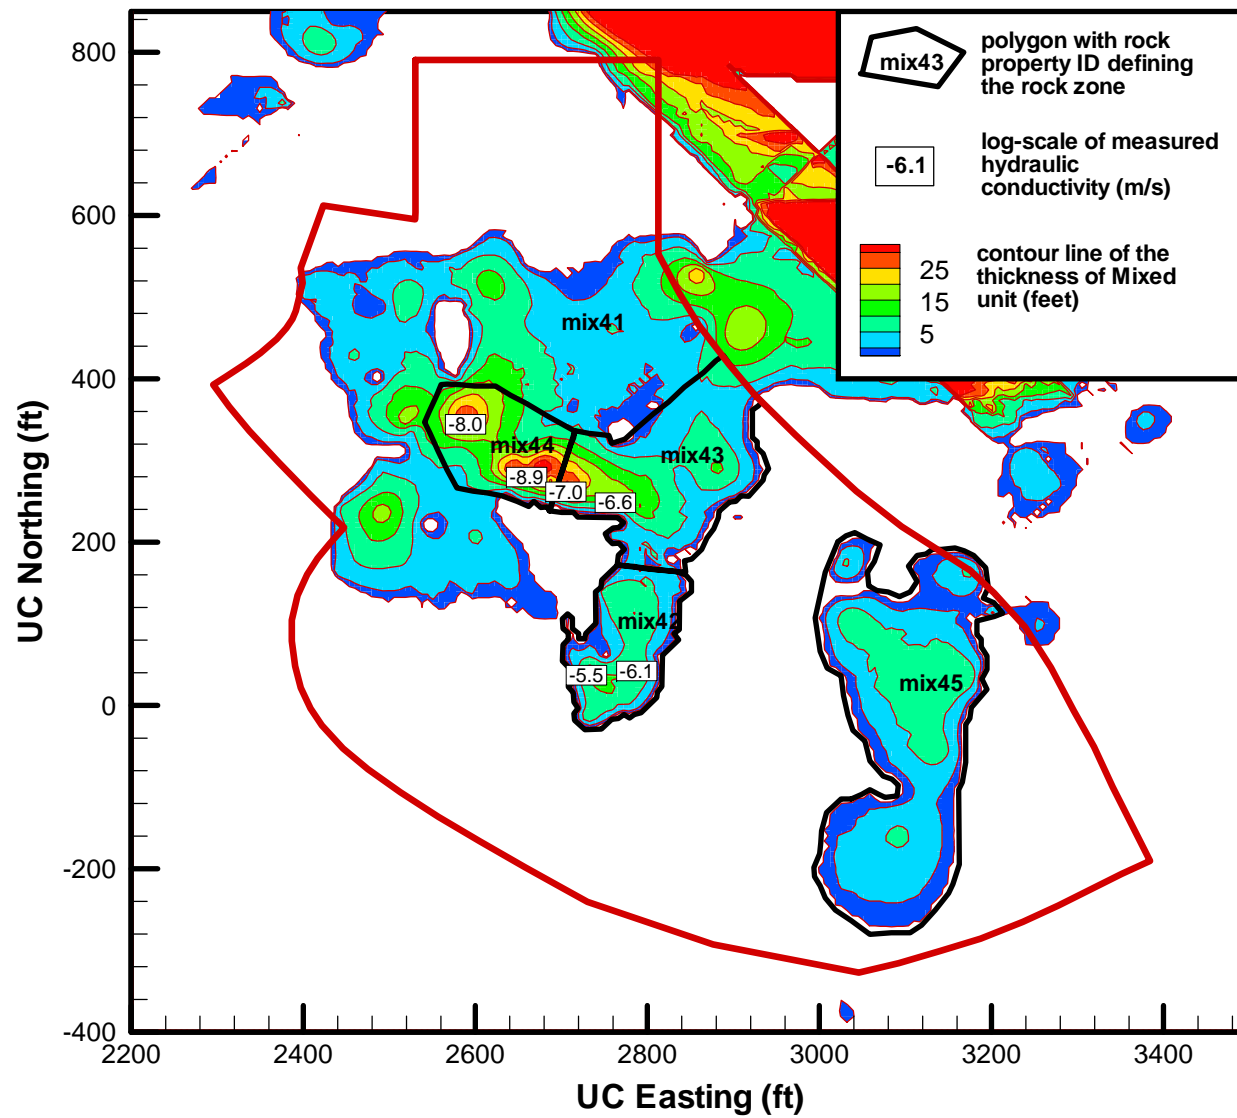 800
600
400
200
0
-200
-400
UC Northing (ft)
2200
2400
2600
2800
3000
3200
3400
UC Easting (ft)
mix43
polygon with rock
property ID defining
the rock zone
-6.1
log-scale of measured
hydraulic
conductivity (m/s)
25
15
5
contour line of the
thickness of Mixed
unit (feet)
mix41
-8.0
mix44
mix43
-8.9
-7.0
-6.6
mix42
-5.5
-6.1
mix45